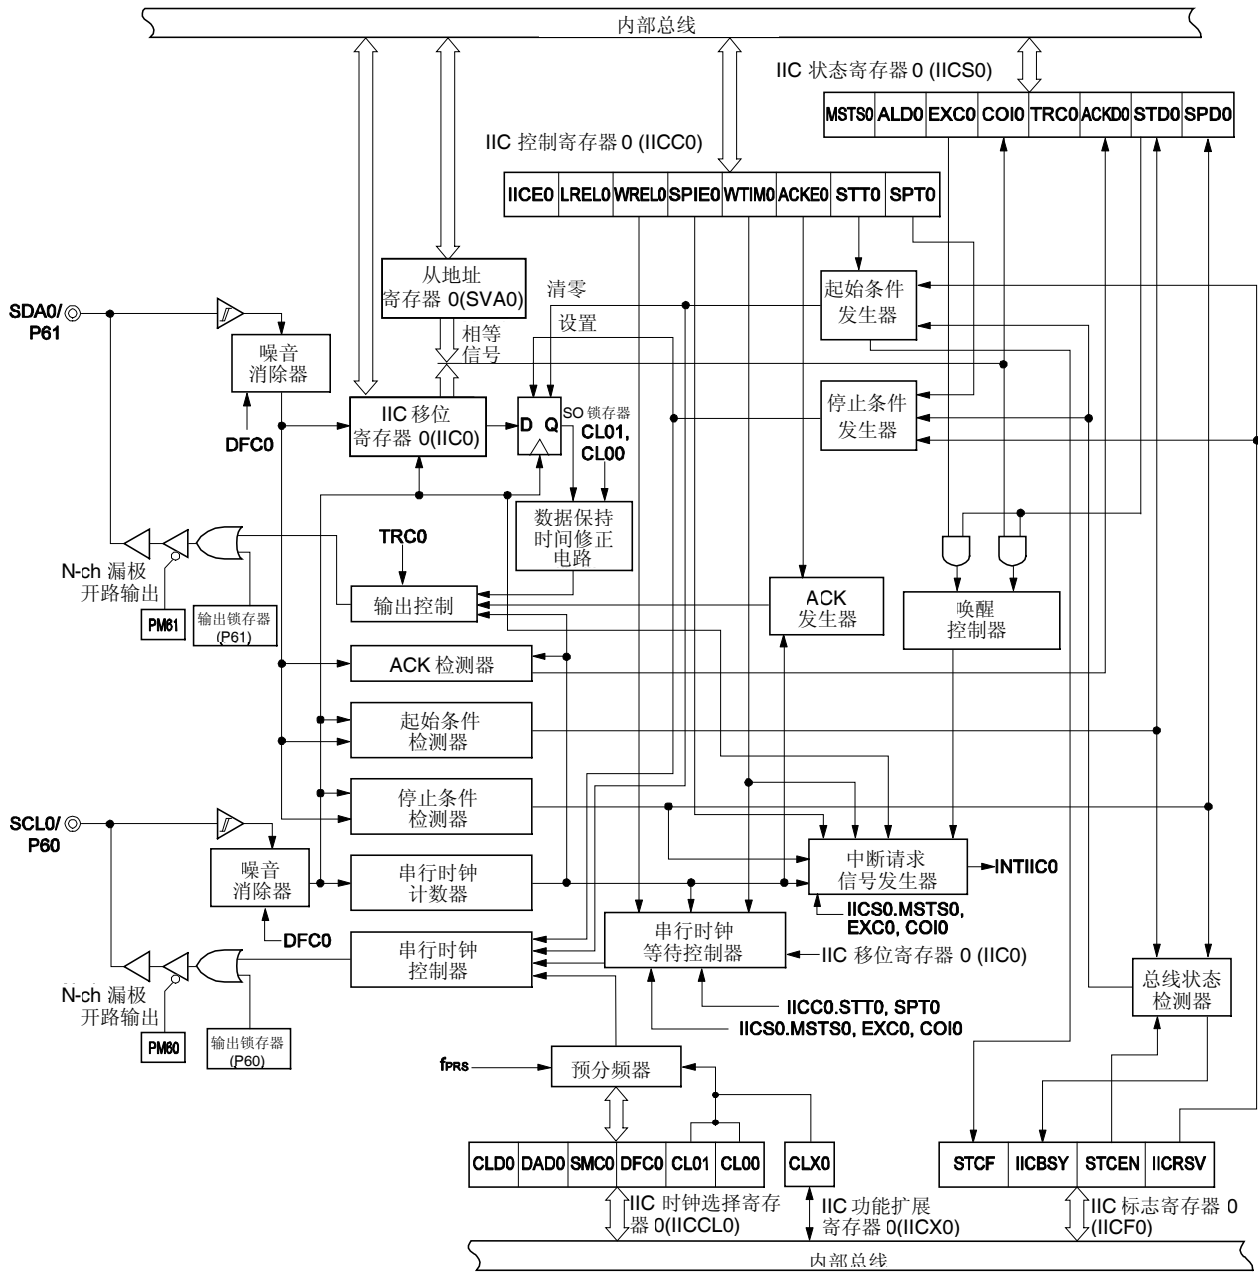 内部总线
IIC 状态寄存器 0 (IICS0)
MSTS0 ALD0 EXC0 COI0 TRC0 ACKD0 STD0 SPD0
IIC 控制寄存器 0 (IICC0)
IICE0 LREL0 WREL0 SPIE0 WTIM0 ACKE0 STT0 SPT0
从地址
寄存器 0(SVA0)
清零
设置
起始条件
发生器
SDA0/
P61
噪音
消除器
相等
信号
DFC0
IIC 移位
寄存器 0(IIC0)
D Q
SO 锁存器
CL01,
CL00
停止条件
发生器
数据保持
时间修正
电路
TRC0
N-ch 漏极
开路输出
PM61
输出锁存器
(P61)
输出控制
ACK
发生器
唤醒
控制器
ACK 检测器
起始条件
检测器
停止条件
检测器
SCL0/
P60
噪音
消除器
串行时钟
计数器
中断请求
信号发生器
INTIIC0
IICS0.MSTS0,
EXC0, COI0
DFC0
串行时钟
控制器
串行时钟
等待控制器
IIC 移位寄存器 0 (IIC0)
N-ch 漏极
开路输出
PM60
输出锁存器
(P60)
IICC0.STT0, SPT0
IICS0.MSTS0, EXC0, COI0
总线状态
检测器
fPRS
预分频器
CLD0 DAD0 SMC0 DFC0 CL01 CL00
CLX0
STCF IICBSY STCEN IICRSV
IIC 时钟选择寄存
器 0(IICCL0)
IIC 功能扩展
寄存器 0(IICX0)
IIC 标志寄存器 0
(IICF0)
内部总线